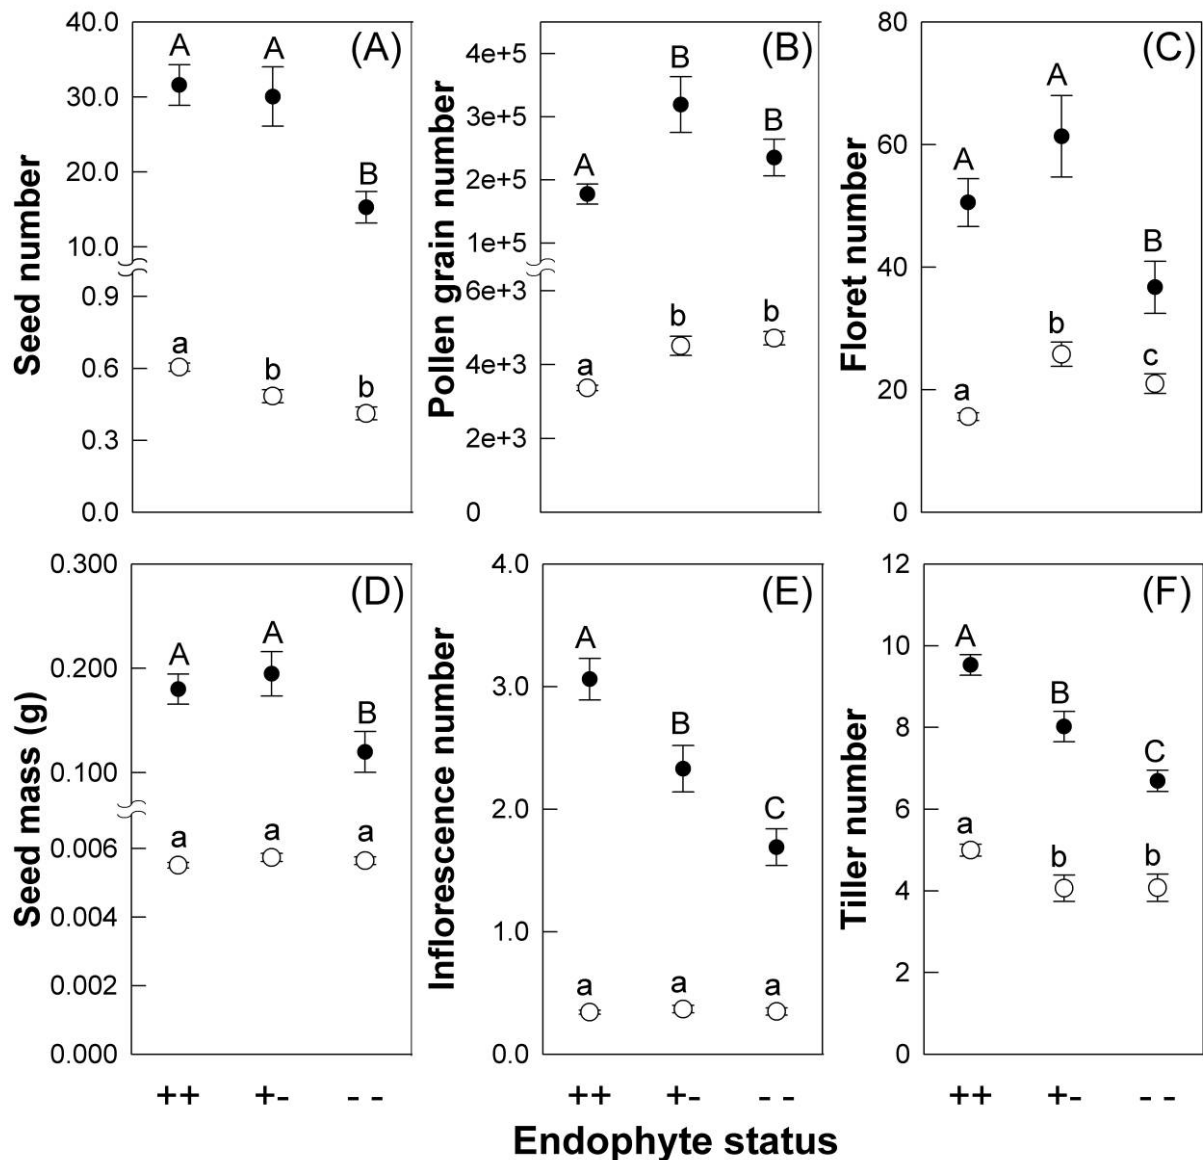 (A)
Seed number
40.0
30.0
20.0
10.0
0.9
0.6
0.3
0.0
A
A
B
a
b
b
(B)
Pollen grain number
4e+5
3e+5
2e+5
1e+5
6e+3
4e+3
2e+3
0
A
B
B
a
b
b
(C)
Floret number
80
60
40
20
0
A
A
B
a
b
c
(D)
Seed mass (g)
0.300
0.200
0.100
0.006
0.004
0.002
0.000
A
A
B
a
a
a
++ +- - -
(E)
Inflorescence number
4.0
3.0
2.0
1.0
0.0
A
B
C
a
a
a
++ +- - -
(F)
Tiller number
12
10
8
6
4
2
0
A
B
C
a
b
b
++ +- - -
Endophyte status